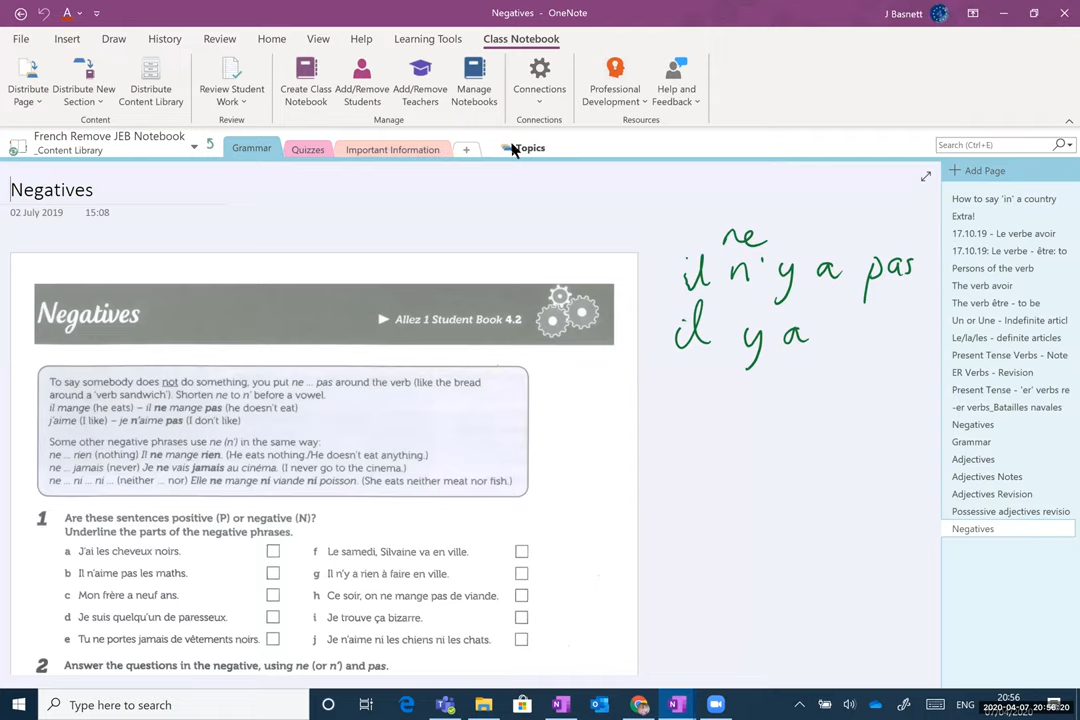 Negatives - OneNote
J Basnett
File Insert Draw History Review Home View Help Learning Tools Class Notebook
Distribute Page
Distribute New Section
Distribute Content Library
Review Student Work
Create Class Notebook
Add/Remove Students
Add/Remove Teachers
Manage Notebooks
Connections
Professional Development
Help and Feedback
Content Review Manage Connections Resources
French Remove JEB Notebook
_Content Library
Grammar Quizzes Important Information + Topics
Search (Ctrl+E)
Add Page
Negatives
02 July 2019 15:08
Negatives
Allez 1 Student Book 4.2
To say somebody does not do something, you put ne ... pas around the verb (like the bread
around a 'verb sandwich'). Shorten ne to n' before a vowel.
il mange (he eats) – il ne mange pas (he doesn't eat)
j'aime (I like) – je n'aime pas (I don't like)
Some other negative phrases use ne (n') in the same way:
ne ... rien (nothing) Il ne mange rien. (He eats nothing./He doesn't eat anything.)
ne ... jamais (never) Je ne vais jamais au cinéma. (I never go to the cinema.)
ne ... ni ... ni ... (neither ... nor) Elle ne mange ni viande ni poisson. (She eats neither meat nor fish.)
1 Are these sentences positive (P) or negative (N)?
Underline the parts of the negative phrases.
a J'ai les cheveux noirs.
b Il n'aime pas les maths.
c Mon frère a neuf ans.
d Je suis quelqu'un de paresseux.
e Tu ne portes jamais de vêtements noirs.
f Le samedi, Silvaine va en ville.
g Il n'y a rien à faire en ville.
h Ce soir, on ne mange pas de viande.
i Je trouve ça bizarre.
j Je n'aime ni les chiens ni les chats.
2 Answer the questions in the negative, using ne (or n') and pas.
ne
il n'y a pas
il y a
How to say 'in' a country
Extra!
17.10.19 - Le verbe avoir
17.10.19: Le verbe - être: to
Persons of the verb
The verb avoir
The verb être - to be
Un or Une - Indefinite articl
Le/la/les - definite articles
Present Tense Verbs - Note
ER Verbs - Revision
Present Tense - 'er' verbs re
-er verbs_Batailles navales
Negatives
Grammar
Adjectives
Adjectives Notes
Adjectives Revision
Possessive adjectives revisio
Negatives
Type here to search
ENG
20:56
2020-04-07 20:56:20